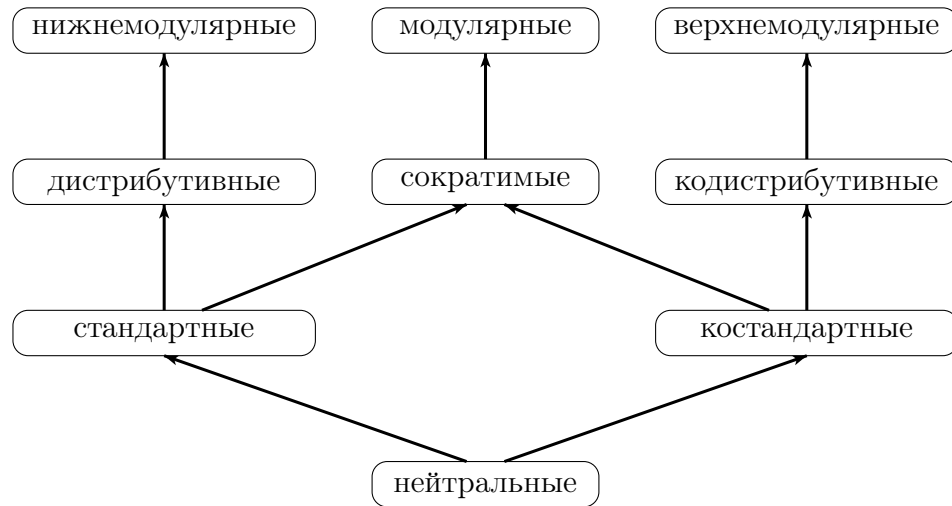 нижнемодулярные
модулярные
верхнемодулярные
дистрибутивные
сократимые
кодистрибутивные
стандартные
костандартные
нейтральные